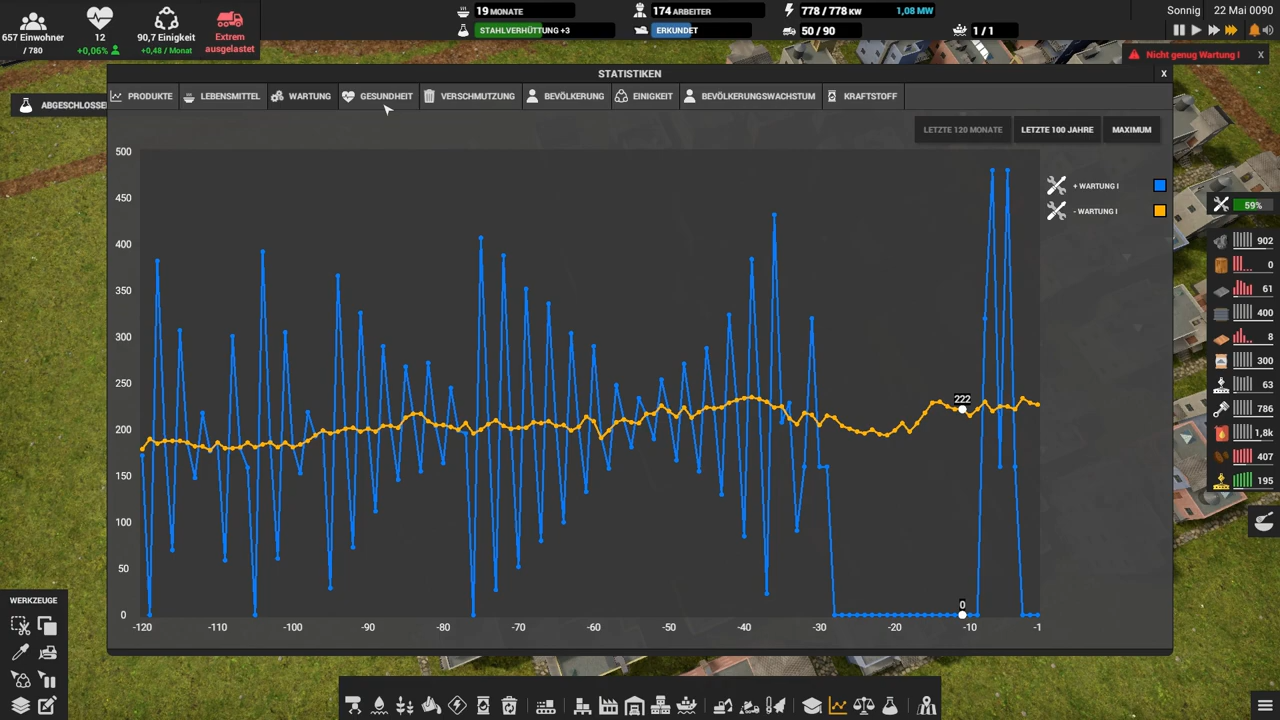 657 Einwohner
/ 780
12
+0,06%
90,7 Einigkeit
+0,48 / Monat
Extrem
ausgelastet
19 MONATE
STAHLVERHÜTTUNG +3
174 ARBEITER
ERKUNDET
778 / 778 KW
1,08 MW
50 / 90
1 / 1
Sonnig
22 Mai 0090
Nicht genug Wartung I
X
ABGESCHLOSSE
STATISTIKEN
X
PRODUKTE
LEBENSMITTEL
WARTUNG
GESUNDHEIT
VERSCHMUTZUNG
BEVÖLKERUNG
EINIGKEIT
BEVÖLKERUNGSWACHSTUM
KRAFTSTOFF
LETZTE 120 MONATE
LETZTE 100 JAHRE
MAXIMUM
500
450
400
350
300
250
200
150
100
50
0
222
0
-120
-110
-100
-90
-80
-70
-60
-50
-40
-30
-20
-10
-1
+ WARTUNG I
- WARTUNG I
59%
902
0
61
400
8
300
63
786
1,8k
407
195
WERKZEUGE